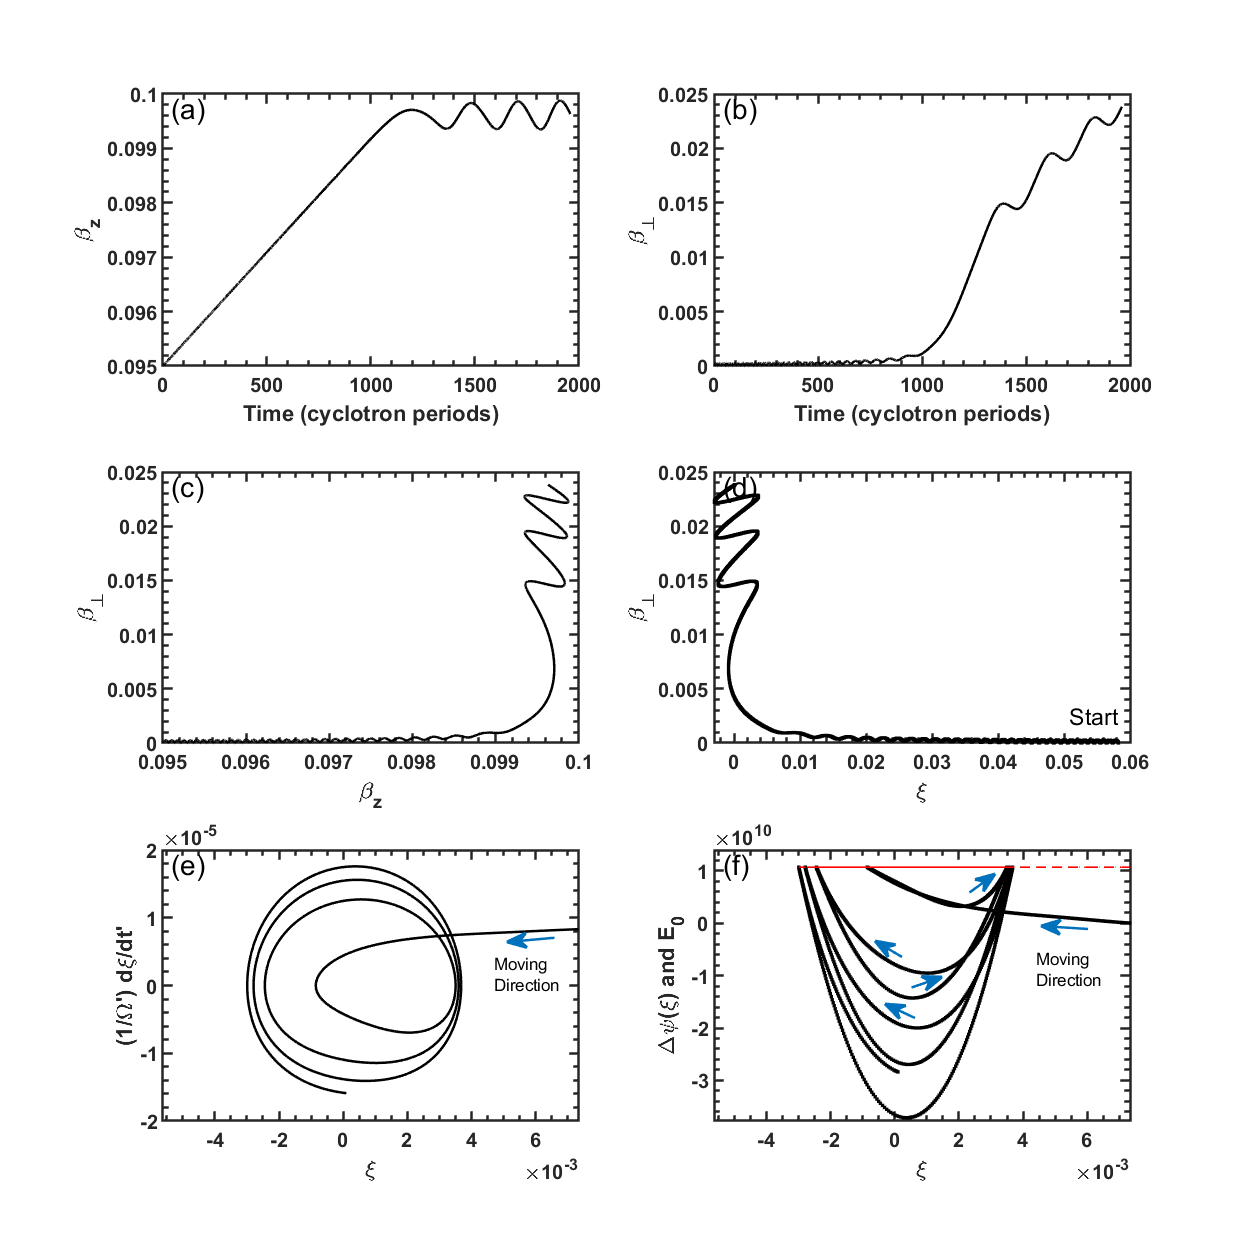 (a)
0.1
0.099
0.098
0.097
0.096
0.095
β_z
0 500 1000 1500 2000
Time (cyclotron periods)
(b)
0.025
0.02
0.015
0.01
0.005
0
β_⊥
0 500 1000 1500 2000
Time (cyclotron periods)
(c)
0.025
0.02
0.015
0.01
0.005
0
β_⊥
0.095 0.096 0.097 0.098 0.099 0.1
β_z
(d)
0.025
0.02
0.015
0.01
0.005
0
β_⊥
Start
0 0.01 0.02 0.03 0.04 0.05 0.06
ξ
×10^-5
(e)
2
1
0
-1
-2
(1/Ω') dξ/dt'
Moving
Direction
-4 -2 0 2 4 6
ξ
×10^-3
×10^10
(f)
1
0
-1
-2
-3
Δψ(ξ) and E_0
Moving
Direction
-4 -2 0 2 4 6
ξ
×10^-3